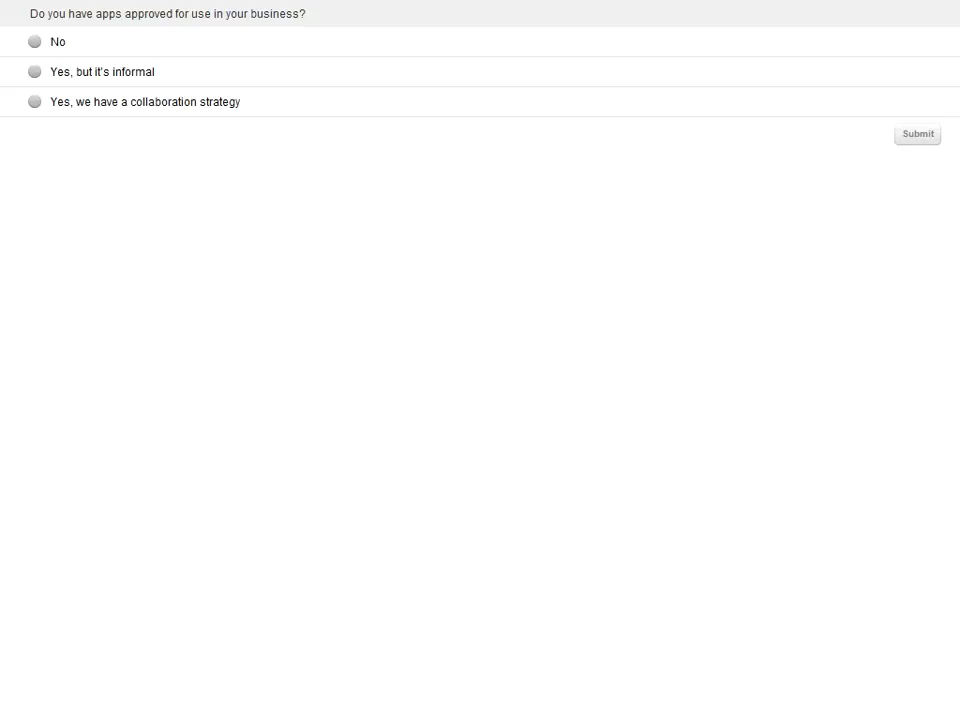 Do you have apps approved for use in your business?
No
Yes, but it's informal
Yes, we have a collaboration strategy
Submit